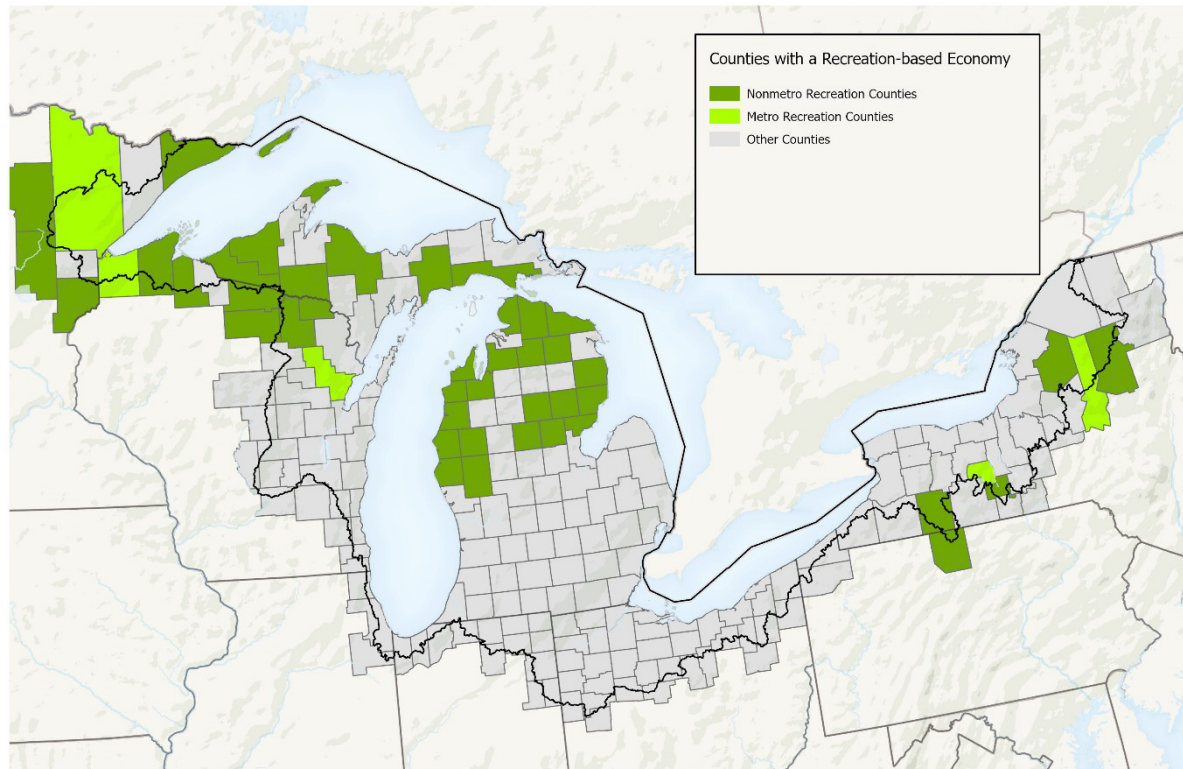 Counties with a Recreation-based Economy
Nonmetro Recreation Counties
Metro Recreation Counties
Other Counties